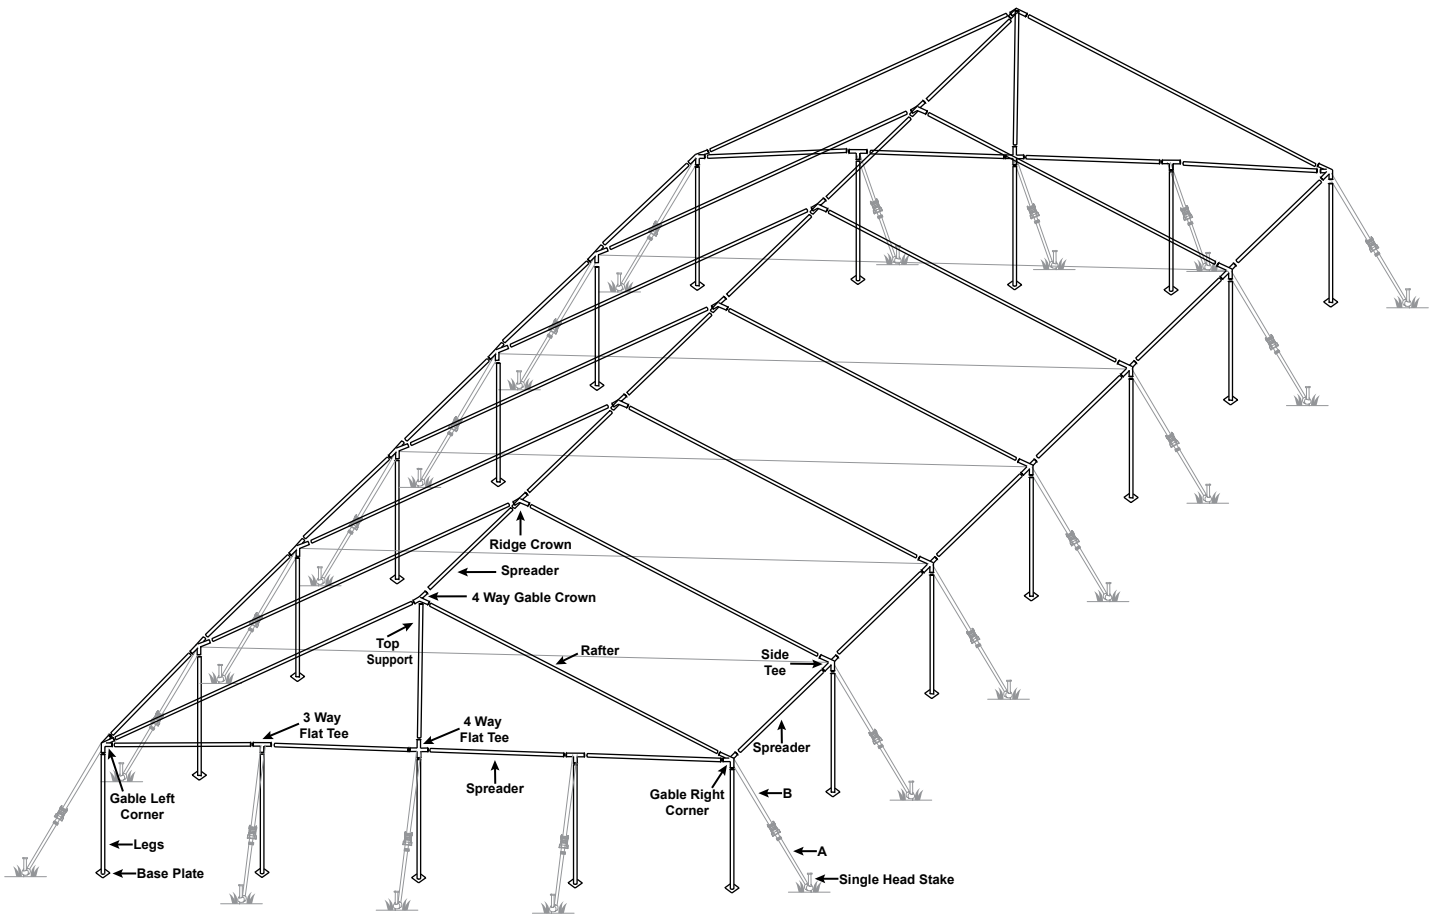 Ridge Crown
Spreader
4 Way Gable Crown
Top
Support
Rafter
Side
Tee
3 Way
Flat Tee
4 Way
Flat Tee
Spreader
Spreader
Gable Left
Corner
Gable Right
Corner
B
Legs
A
Base Plate
Single Head Stake